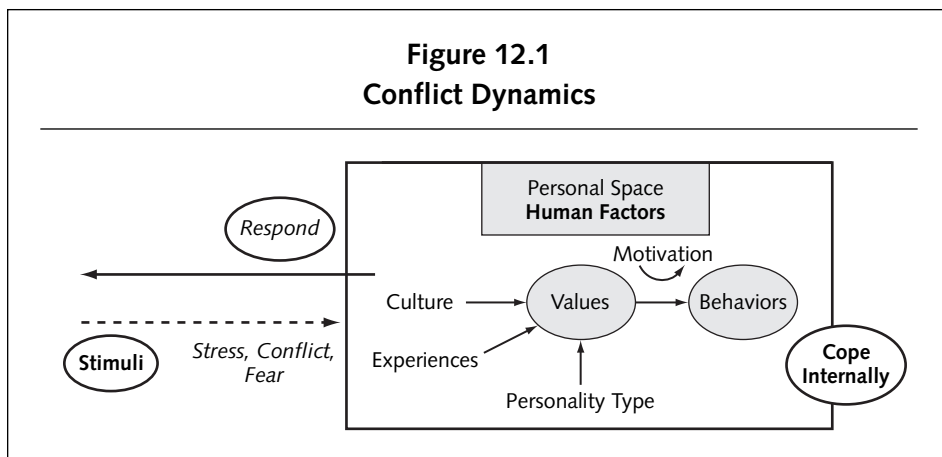 Figure 12.1
Conflict Dynamics
Personal Space
Human Factors
Respond
Motivation
Culture
Values
Behaviors
Stimuli
Stress, Conflict,
Fear
Experiences
Personality Type
Cope
Internally